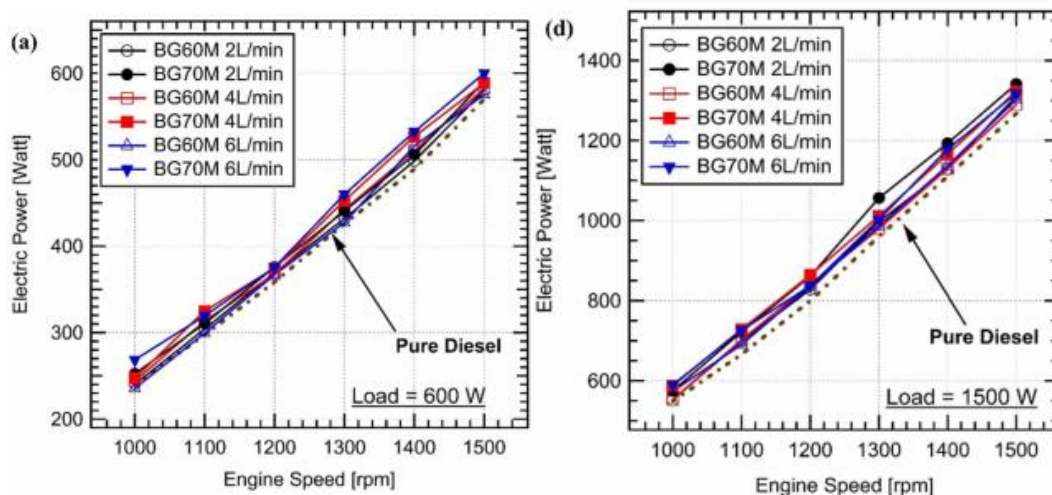 (a)
BG60M 2L/min
BG70M 2L/min
BG60M 4L/min
BG70M 4L/min
BG60M 6L/min
BG70M 6L/min
Electric Power [Watt]
600
500
400
300
200
Pure Diesel
Load = 600 W
1000 1100 1200 1300 1400 1500
Engine Speed [rpm]
(d)
BG60M 2L/min
BG70M 2L/min
BG60M 4L/min
BG70M 4L/min
BG60M 6L/min
BG70M 6L/min
Electric Power [Watt]
1400
1200
1000
800
600
Pure Diesel
Load = 1500 W
1000 1100 1200 1300 1400 1500
Engine Speed [rpm]